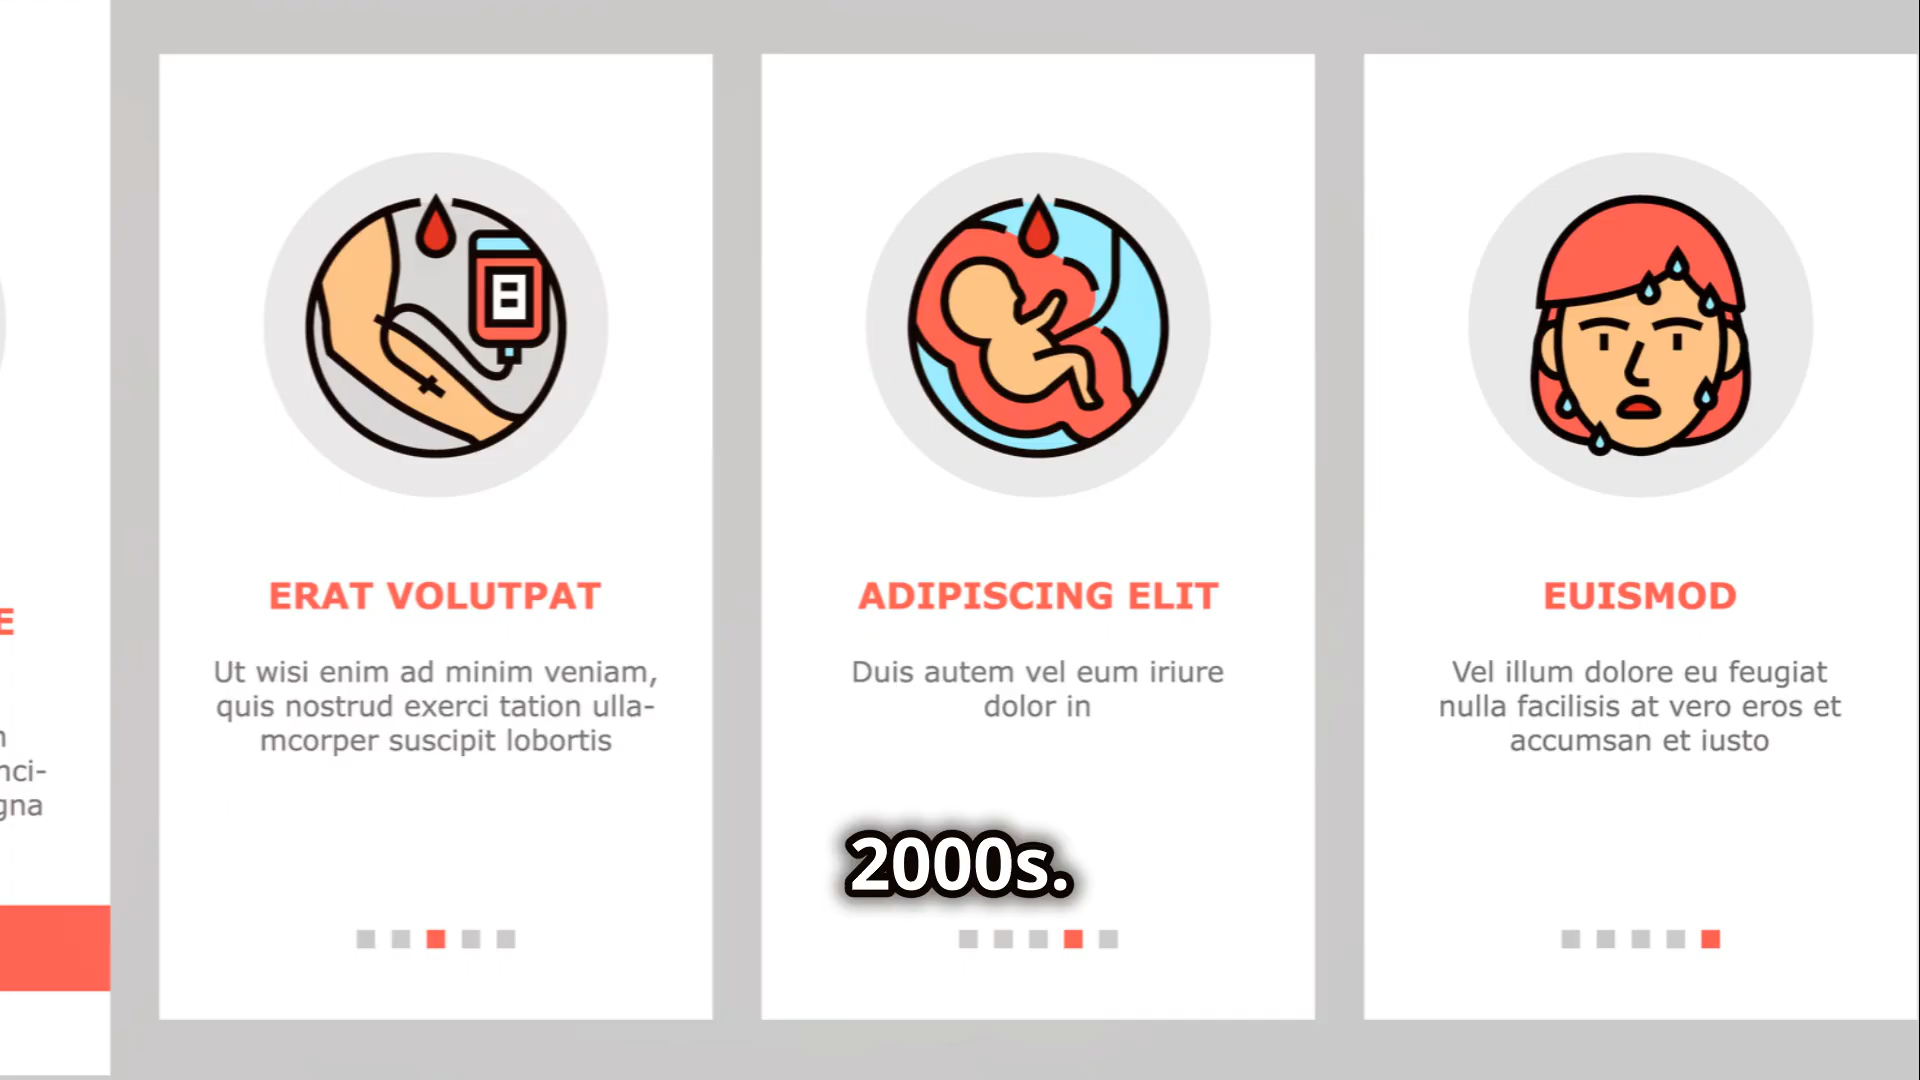 E
nci-
gna
ERAT VOLUTPAT
Ut wisi enim ad minim veniam,
quis nostrud exerci tation ulla-
mcorper suscipit lobortis
ADIPISCING ELIT
Duis autem vel eum iriure
dolor in
2000s.
EUISMOD
Vel illum dolore eu feugiat
nulla facilisis at vero eros et
accumsan et iusto